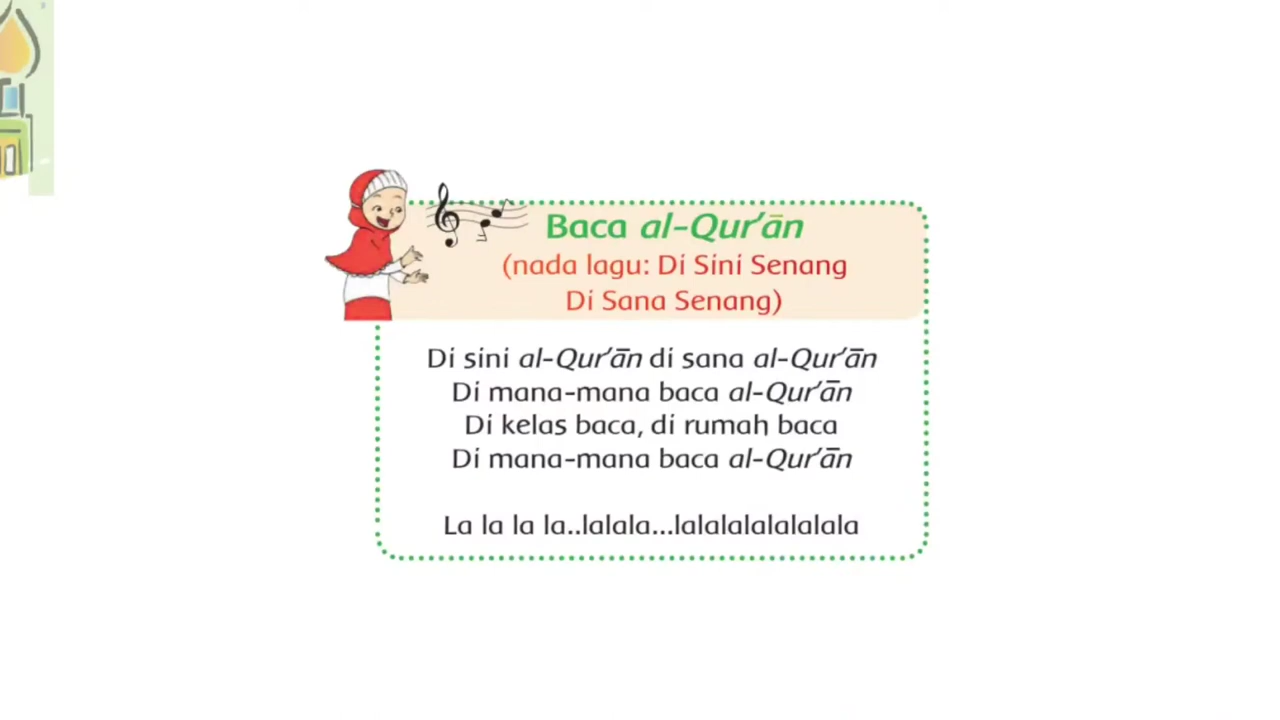 Baca al-Qur’ān
(nada lagu: Di Sini Senang
Di Sana Senang)
Di sini al-Qur’ān di sana al-Qur’ān
Di mana-mana baca al-Qur’ān
Di kelas baca, di rumah baca
Di mana-mana baca al-Qur’ān
La la la la..lalala...lalalalalalalala